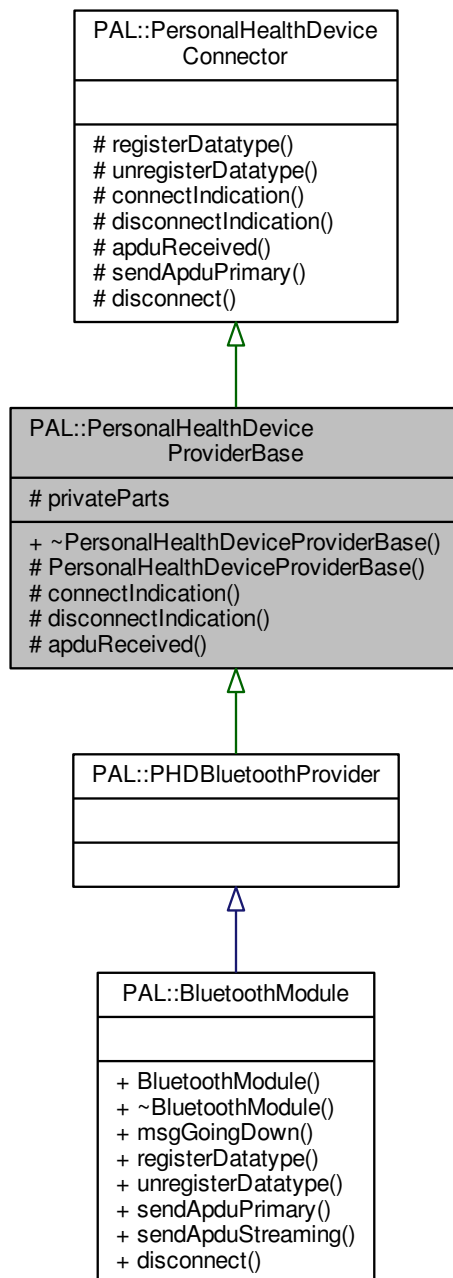 PAL::PersonalHealthDevice
Connector
# registerDatatype()
# unregisterDatatype()
# connectIndication()
# disconnectIndication()
# apduReceived()
# sendApduPrimary()
# disconnect()
PAL::PersonalHealthDevice
ProviderBase
# privateParts
+ ~PersonalHealthDeviceProviderBase()
# PersonalHealthDeviceProviderBase()
# connectIndication()
# disconnectIndication()
# apduReceived()
PAL::PHDBluetoothProvider
PAL::BluetoothModule
+ BluetoothModule()
+ ~BluetoothModule()
+ msgGoingDown()
+ registerDatatype()
+ unregisterDatatype()
+ sendApduPrimary()
+ sendApduStreaming()
+ disconnect()